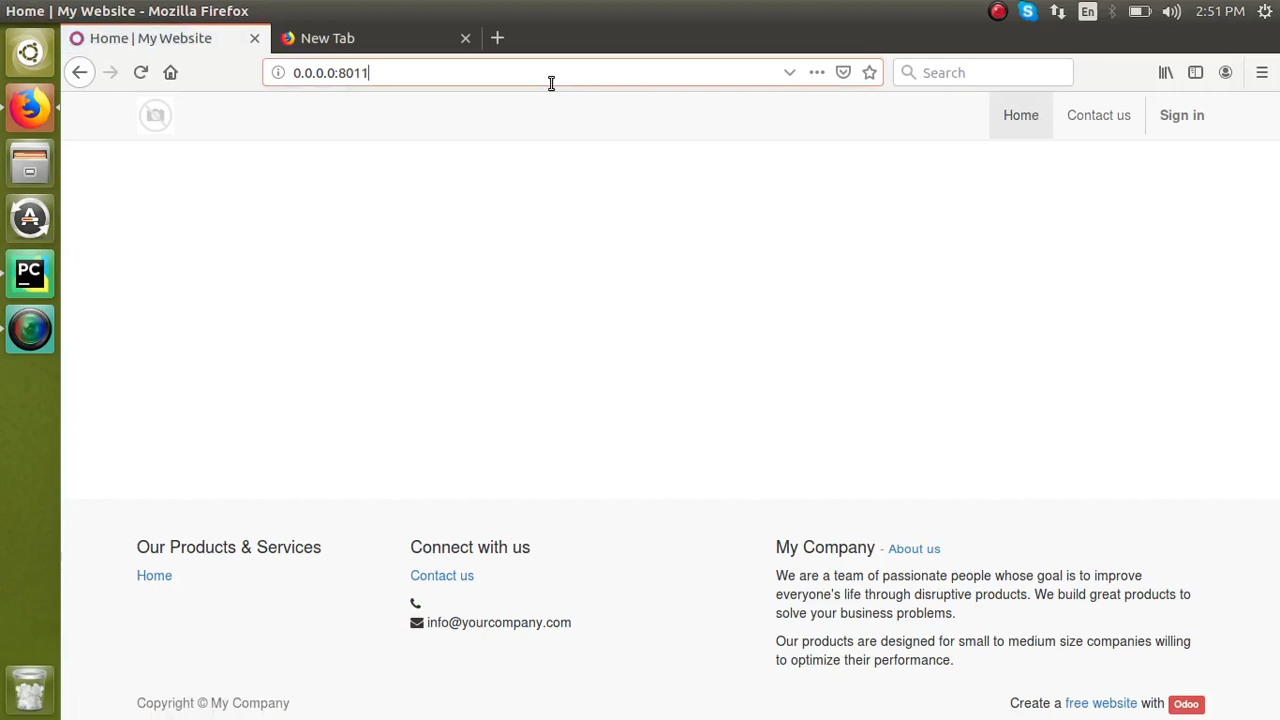 Home | My Website - Mozilla Firefox
En
2:51 PM
Home | My Website
New Tab
0.0.0.0:8011
Search
Home
Contact us
Sign in
PC
Our Products & Services
Home
Connect with us
Contact us
info@yourcompany.com
My Company - About us
We are a team of passionate people whose goal is to improve
everyone's life through disruptive products. We build great products to
solve your business problems.
Our products are designed for small to medium size companies willing
to optimize their performance.
Copyright © My Company
Create a free website with Odoo